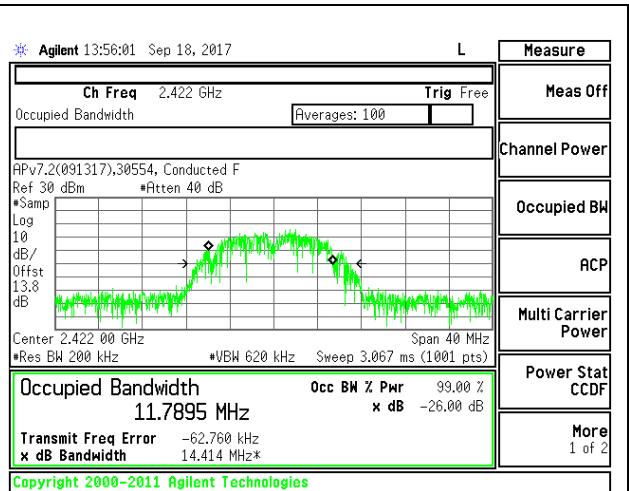 Agilent 13:56:01 Sep 18, 2017 L Measure
Ch Freq 2.422 GHz Trig Free
Occupied Bandwidth Averages: 100
Meas Off
Channel Power
Occupied BW
ACP
Multi Carrier
Power
Power Stat
CCDF
More
1 of 2
APv7.2(091317),30554, Conducted F
Ref 30 dBm #Atten 40 dB
#Samp
Log
10
dB/
Offst
13.8
dB
Center 2.422 00 GHz Span 40 MHz
#Res BW 200 kHz #VBW 620 kHz Sweep 3.067 ms (1001 pts)
Occupied Bandwidth Occ BW % Pwr 99.00 %
11.7895 MHz x dB -26.00 dB
Transmit Freq Error -62.760 kHz
x dB Bandwidth 14.414 MHz*
Copyright 2000-2011 Agilent Technologies